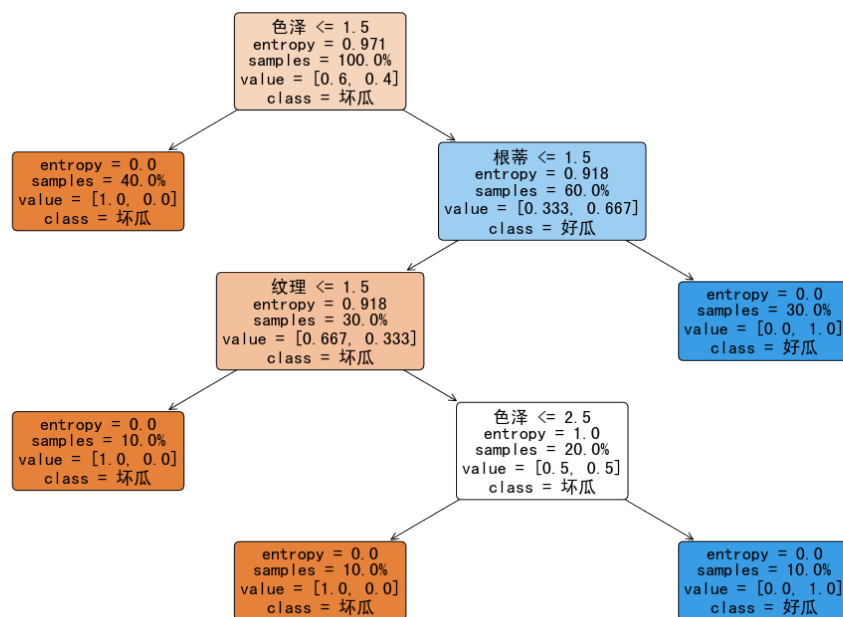 色泽 <= 1.5
entropy = 0.971
samples = 100.0%
value = [0.6, 0.4]
class = 坏瓜
entropy = 0.0
samples = 40.0%
value = [1.0, 0.0]
class = 坏瓜
根蒂 <= 1.5
entropy = 0.918
samples = 60.0%
value = [0.333, 0.667]
class = 好瓜
纹理 <= 1.5
entropy = 0.918
samples = 30.0%
value = [0.667, 0.333]
class = 坏瓜
entropy = 0.0
samples = 30.0%
value = [0.0, 1.0]
class = 好瓜
entropy = 0.0
samples = 10.0%
value = [1.0, 0.0]
class = 坏瓜
色泽 <= 2.5
entropy = 1.0
samples = 20.0%
value = [0.5, 0.5]
class = 坏瓜
entropy = 0.0
samples = 10.0%
value = [1.0, 0.0]
class = 坏瓜
entropy = 0.0
samples = 10.0%
value = [0.0, 1.0]
class = 好瓜